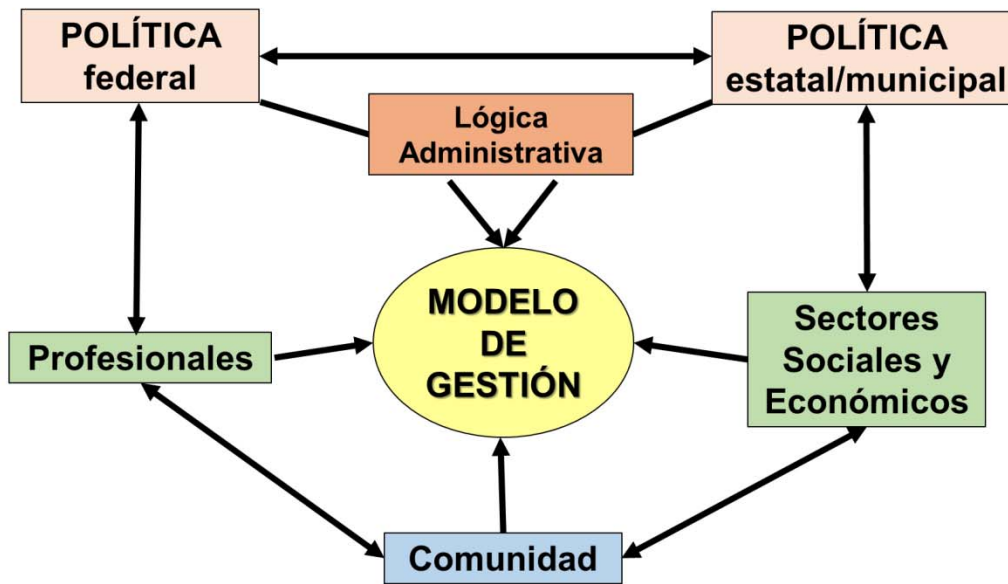 POLÍTICA
federal
POLÍTICA
estatal/municipal
Lógica
Administrativa
MODELO
DE
GESTIÓN
Profesionales
Sectores
Sociales y
Económicos
Comunidad